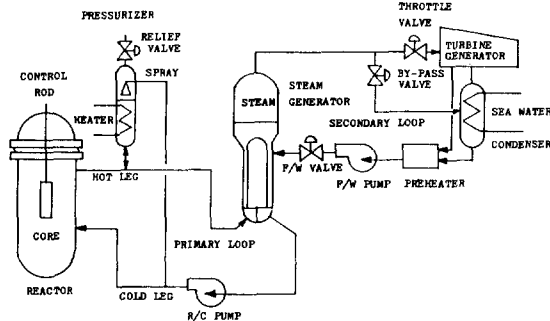 PRESSURIZER
RELIEF
VALVE
SPRAY
CONTROL
ROD
HEATER
HOT LEG
CORE
REACTOR
COLD LEG
PRIMARY LOOP
R/C PUMP
STEAM
STEAM
GENERATOR
THROTTLE
VALVE
TURBINE
GENERATOR
BY-PASS
VALVE
SECONDARY LOOP
SEA WATER
CONDENSER
F/W VALVE
F/W PUMP
PREHEATER